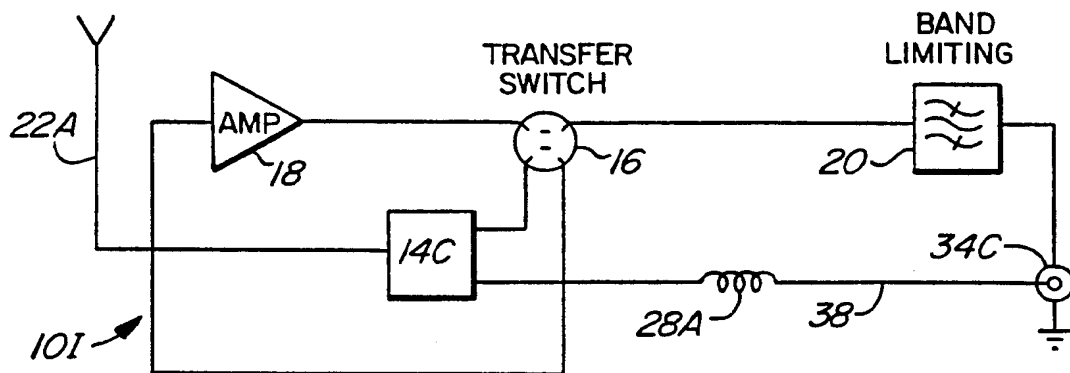 BAND
LIMITING
TRANSFER
SWITCH
22A
AMP
18
16
20
14C
34C
28A
38
10I